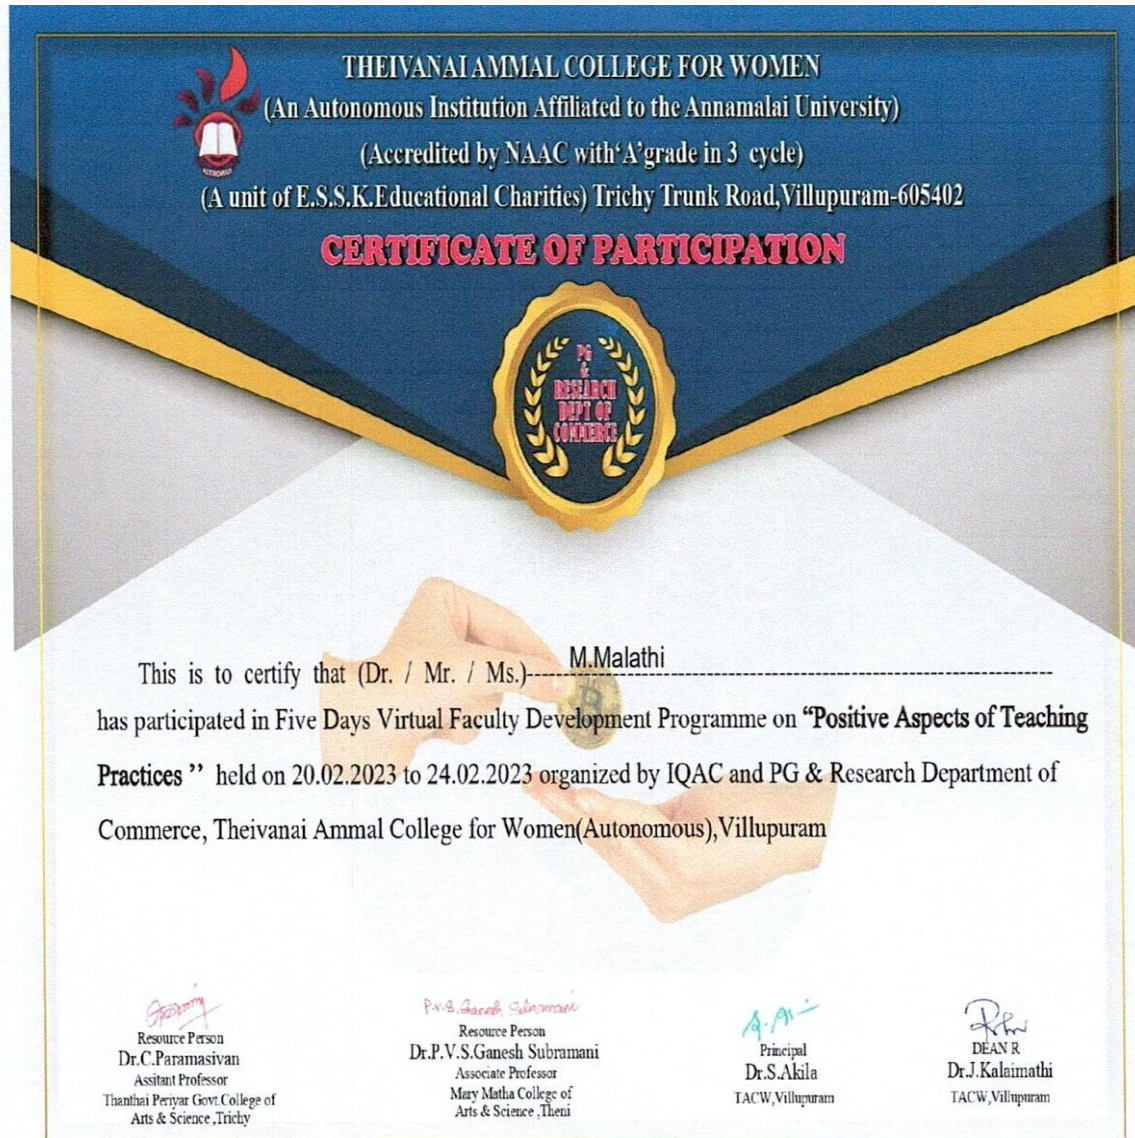 THEIVANAI AMMAL COLLEGE FOR WOMEN
(An Autonomous Institution Affiliated to the Annamalai University)
(Accredited by NAAC with‘A’grade in 3 cycle)
(A unit of E.S.S.K.Educational Charities) Trichy Trunk Road,Villupuram-605402
CERTIFICATE OF PARTICIPATION
PG
&
RESEARCH
DEPT OF
COMMERCE
This is to certify that (Dr. / Mr. / Ms.)---M.Malathi---
has participated in Five Days Virtual Faculty Development Programme on “Positive Aspects of Teaching
Practices ’’ held on 20.02.2023 to 24.02.2023 organized by IQAC and PG & Research Department of
Commerce, Theivanai Ammal College for Women(Autonomous),Villupuram
Resource Person
Dr.C.Paramasivan
Assitant Professor
Thanthai Periyar Govt.College of
Arts & Science ,Trichy
P.V.S. Ganesh Subramani
Resource Person
Dr.P.V.S.Ganesh Subramani
Associate Professor
Mary Matha College of
Arts & Science ,Theni
Principal
Dr.S.Akila
TACW,Villupuram
DEAN R
Dr.J.Kalaimathi
TACW,Villupuram